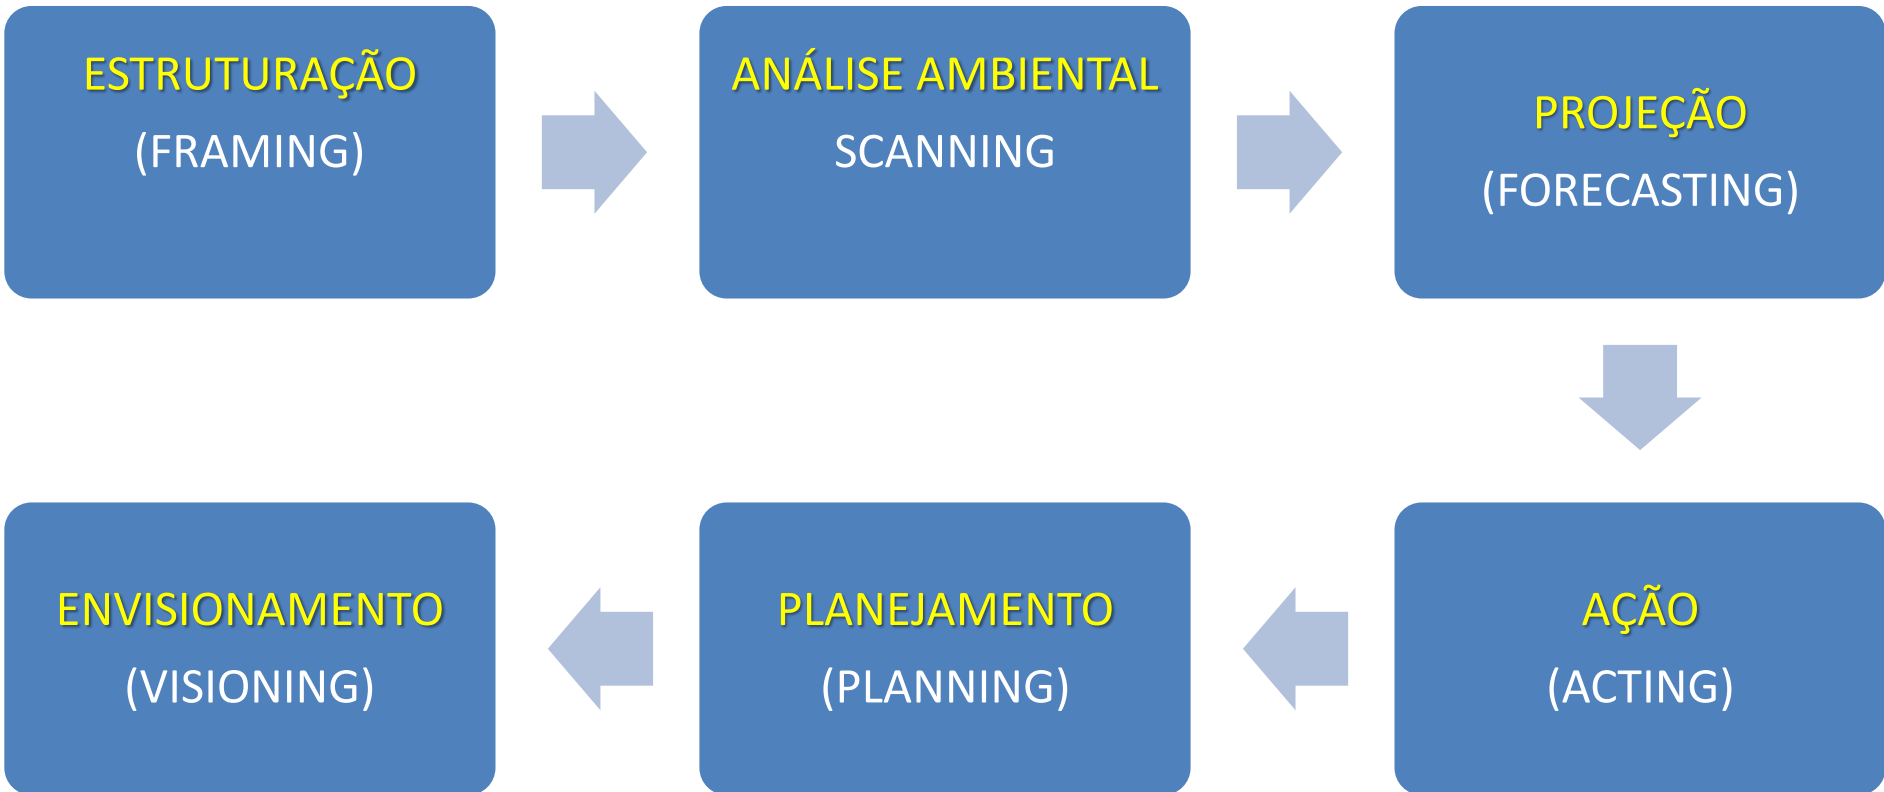 ESTRUTURAÇÃO
(FRAMING)
ANÁLISE AMBIENTAL
SCANNING
PROJEÇÃO
(FORECASTING)
AÇÃO
(ACTING)
PLANEJAMENTO
(PLANNING)
ENVISIONAMENTO
(VISIONING)